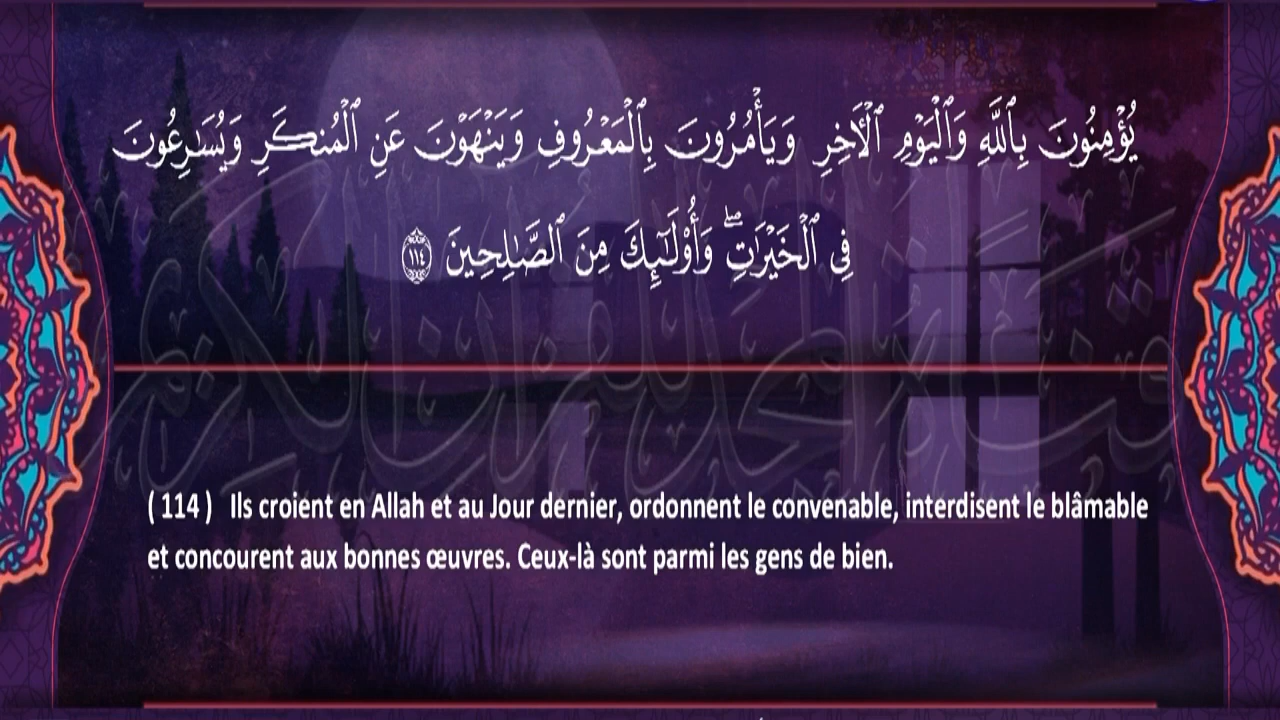 يُؤْمِنُونَ بِٱللَّهِ وَٱلْيَوْمِ ٱلْأَخِرِ وَيَأْمُرُونَ بِٱلْمَعْرُوفِ وَيَنْهَوْنَ عَنِ ٱلْمُنكَرِ وَيُسَٰرِعُونَ
فِى ٱلْخَيْرَٰتِۖ وَأُو۟لَٰٓئِكَ مِنَ ٱلصَّٰلِحِينَ ١١٤
( 114 ) Ils croient en Allah et au Jour dernier, ordonnent le convenable, interdisent le blâmable
et concourent aux bonnes œuvres. Ceux-là sont parmi les gens de bien.